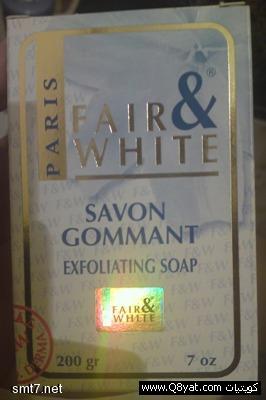 PARIS
FAIR &®
WHITE
SAVON
GOMMANT
EXFOLIATING SOAP
FAIR &
WHITE
200 gr 7 oz
smt7.net
www.Q8yat.com كويتيات